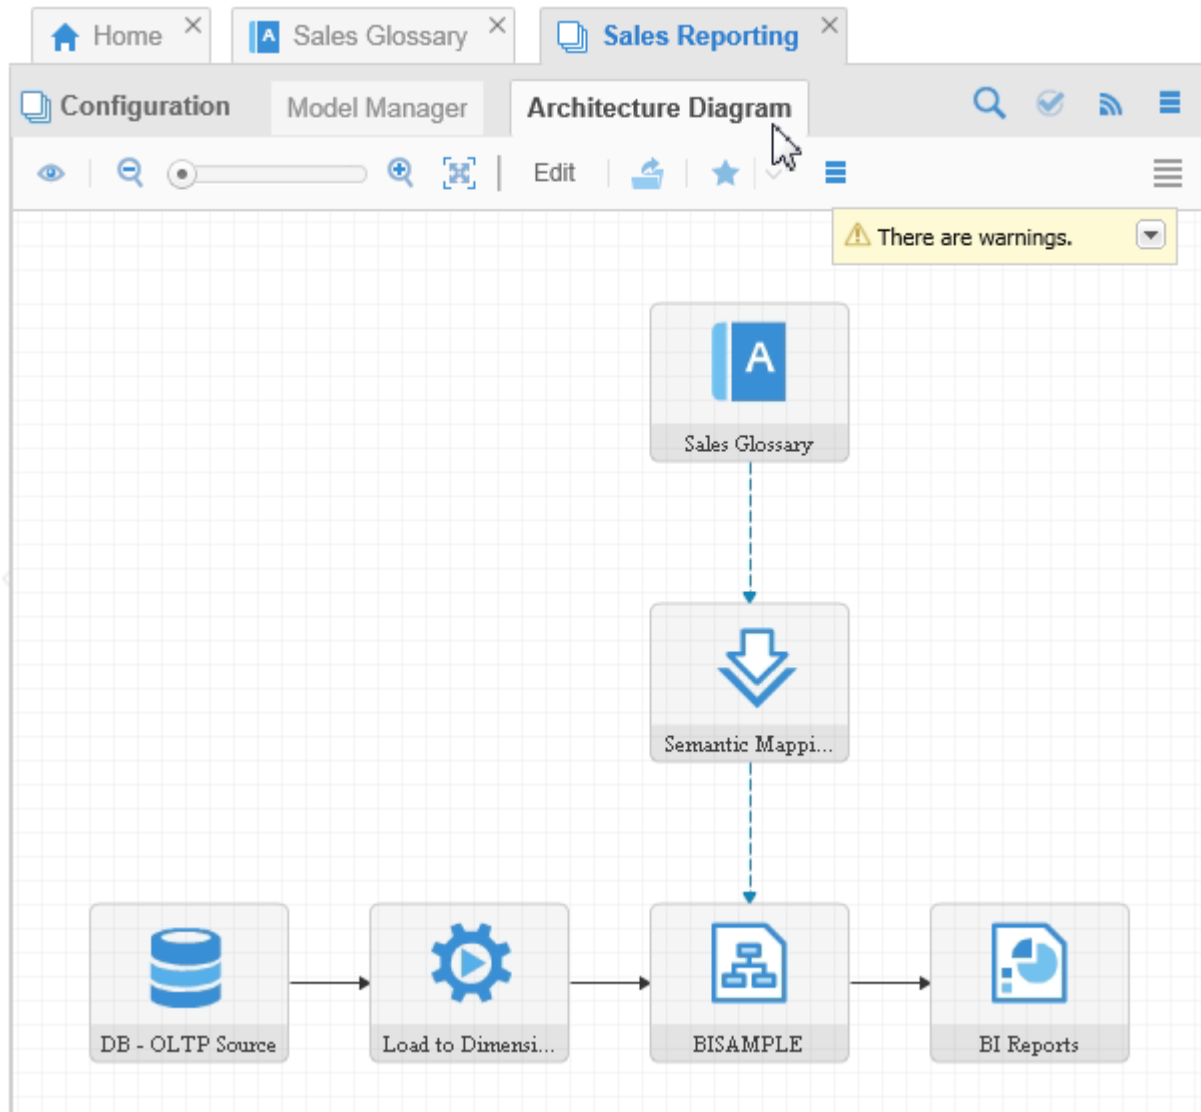 Home
Sales Glossary
Sales Reporting
Configuration
Model Manager
Architecture Diagram
Edit
There are warnings.
A
Sales Glossary
Semantic Mappi...
DB - OLTP Source
Load to Dimensi...
BISAMPLE
BI Reports